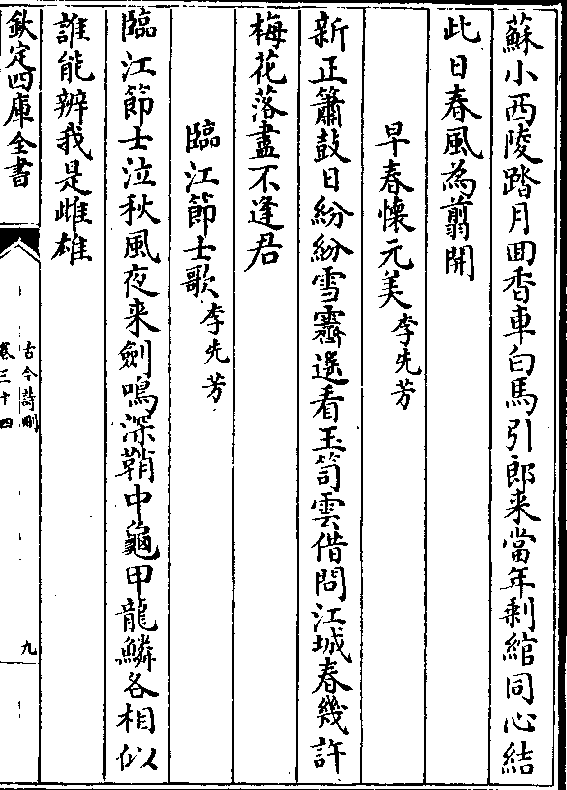 蘇小西陵踏月回香車白馬引郎来當年剩綰同心結
此日春風為翦開
早春懐元美李先芳
新正簫鼓日紛紛雪霽遥看玉笥雲借問江城春幾許
梅花落盡不逢君
臨江節士歌李先芳
臨江節士泣秋風夜来劍鳴深鞘中龜甲龍鱗各相似
誰能辨我是雌雄
欽定四庫全書
古今詩刪
卷三十四
九